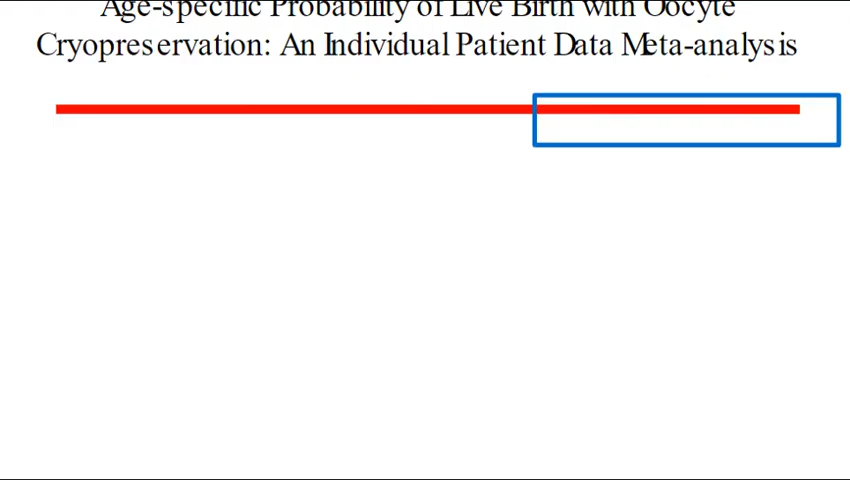 Age-specific Probability of Live Birth with Oocyte
Cryopreservation: An Individual Patient Data Meta-analysis